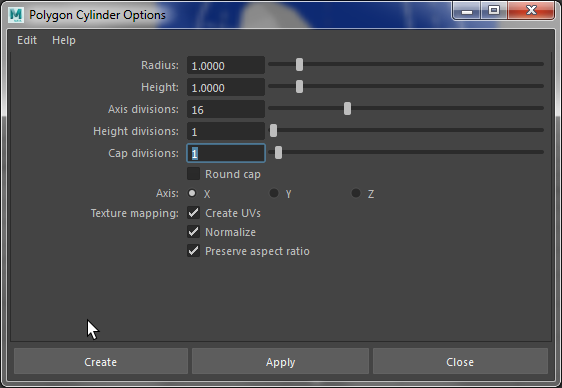 Polygon Cylinder Options
Edit Help
Radius: 1.0000
Height: 1.0000
Axis divisions: 16
Height divisions: 1
Cap divisions: 1
Round cap
Axis: X Y Z
Texture mapping: Create UVs
Normalize
Preserve aspect ratio
Create Apply Close